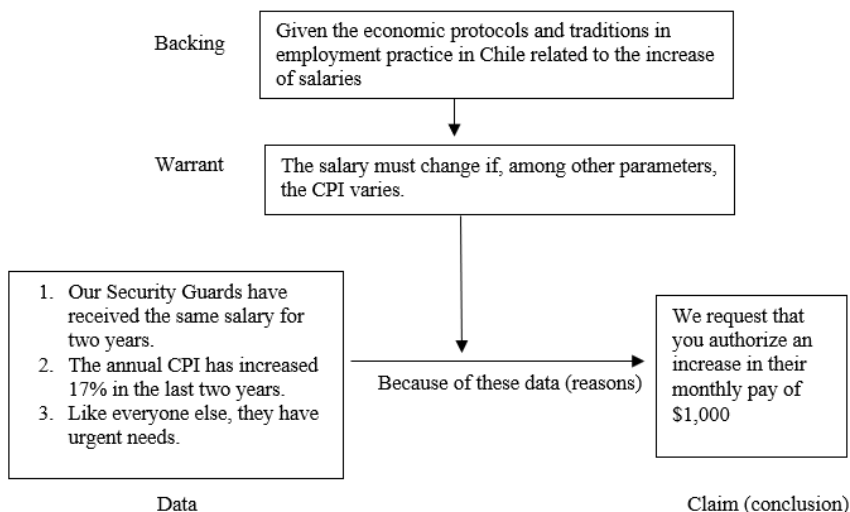 Backing
Given the economic protocols and traditions in
employment practice in Chile related to the increase
of salaries
Warrant
The salary must change if, among other parameters,
the CPI varies.
1. Our Security Guards have
received the same salary for
two years.
2. The annual CPI has increased
17% in the last two years.
3. Like everyone else, they have
urgent needs.
Because of these data (reasons)
We request that
you authorize an
increase in their
monthly pay of
$1,000
Data
Claim (conclusion)